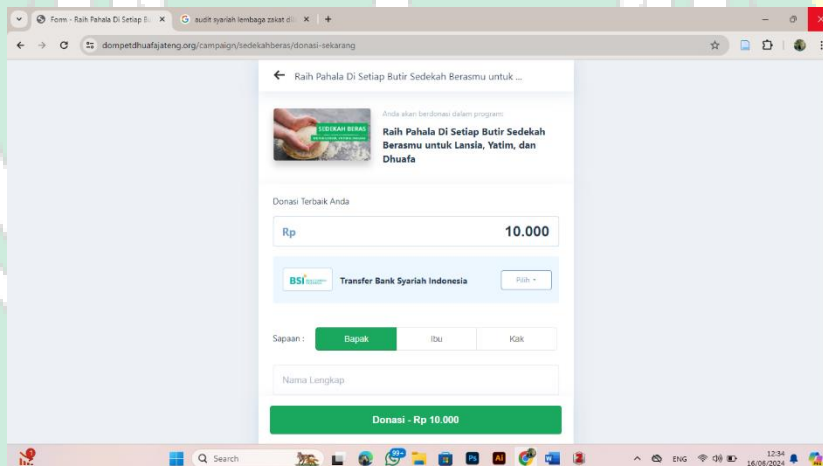 Form - Raih Pahala Di Setiap Bu
audit syariah lembaga zakat di
dompetdhuafajateng.org/campaign/sedekahberas/donasi-sekarang
Raih Pahala Di Setiap Butir Sedekah Berasmu untuk ...
Anda akan berdonasi dalam program:
SEDEKAH BERAS
Raih Pahala Di Setiap Butir Sedekah
Berasmu untuk Lansia, Yatim, dan
Dhuafa
Donasi Terbaik Anda
Rp 10.000
BSI Transfer Bank Syariah Indonesia Pilih
Sapaan : Bapak Ibu Kak
Nama Lengkap
Donasi - Rp 10.000
Search 99+ ENG 12:34
16/08/2024